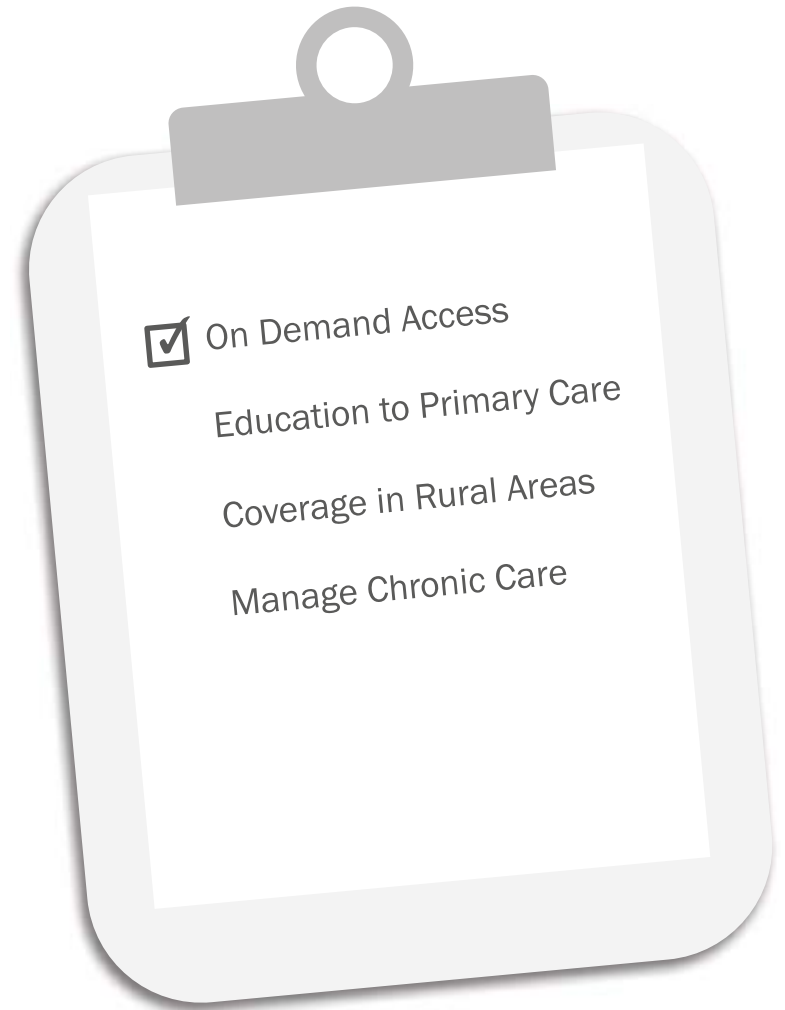 On Demand Access
Education to Primary Care
Coverage in Rural Areas
Manage Chronic Care